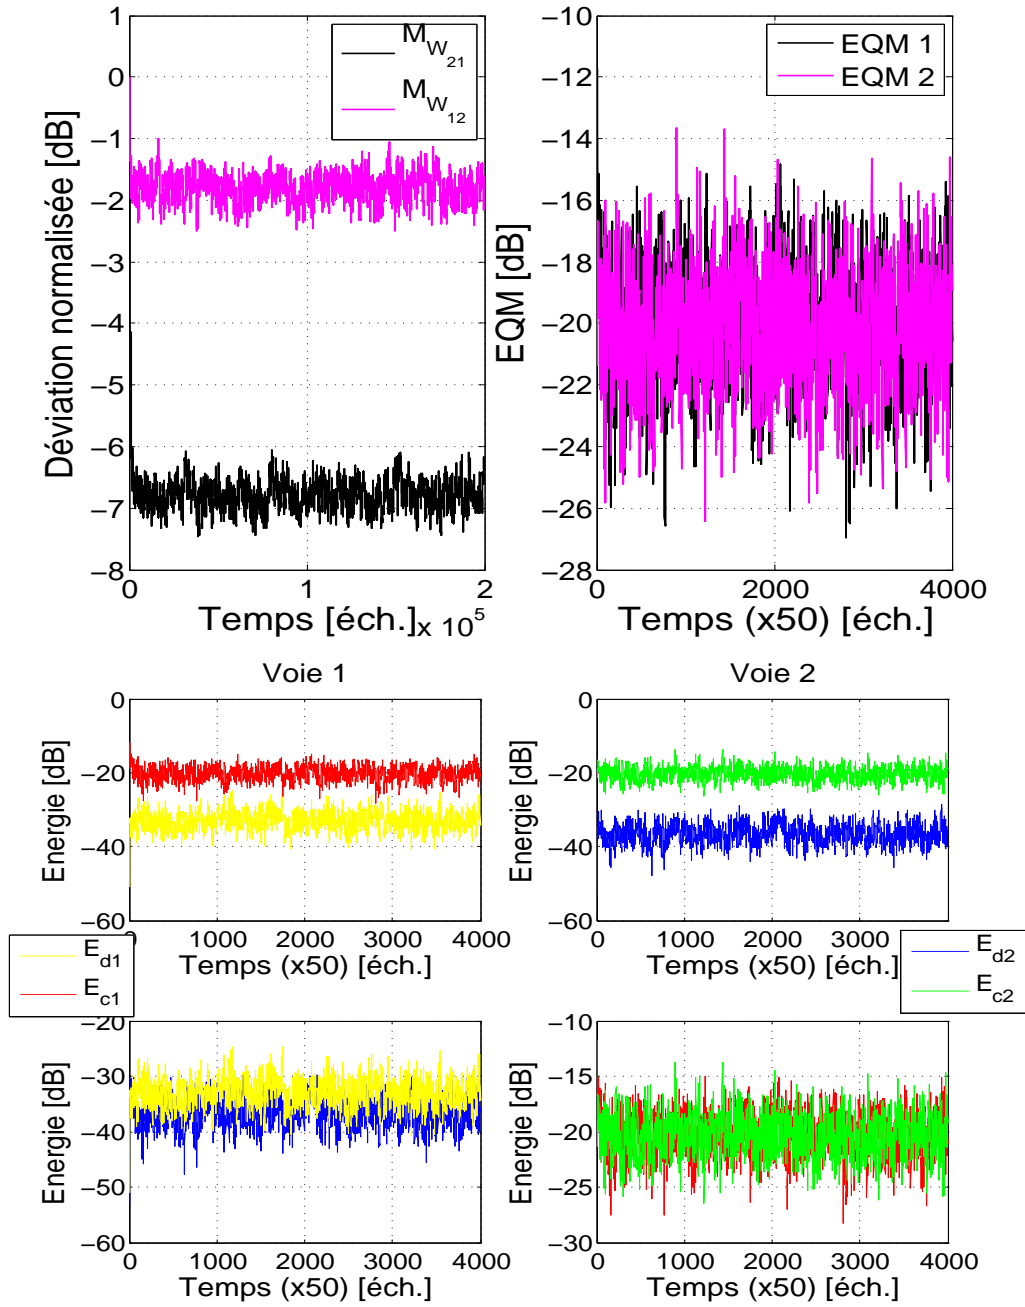 1
0
−1
−2
−3
−4
−5
−6
−7
−8
0
1
2
x 10^5
Déviation normalisée [dB]
Temps [éch.]
M_W_21
M_W_12
−10
−12
−14
−16
−18
−20
−22
−24
−26
−28
0
2000
4000
EQM [dB]
Temps (x50) [éch.]
EQM 1
EQM 2
Voie 1
0
−20
−40
−60
0
1000
2000
3000
4000
Energie [dB]
Temps (x50) [éch.]
E_d1
E_c1
Voie 2
0
−20
−40
−60
0
1000
2000
3000
4000
Energie [dB]
Temps (x50) [éch.]
E_d2
E_c2
−20
−30
−40
−50
−60
0
1000
2000
3000
4000
Energie [dB]
Temps (x50) [éch.]
−10
−15
−20
−25
−30
0
1000
2000
3000
4000
Energie [dB]
Temps (x50) [éch.]